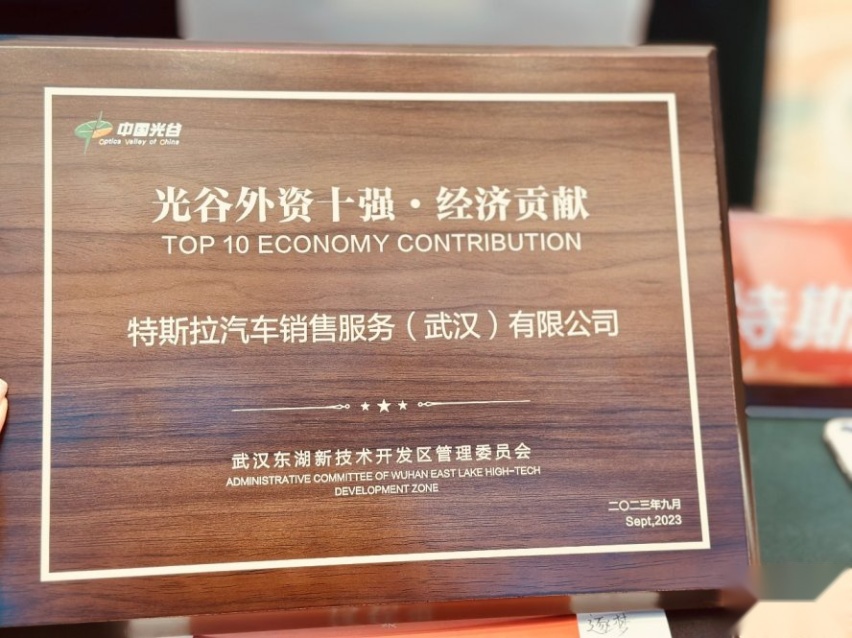 中国光谷
Optics Valley of China
光谷外资十强·经济贡献
TOP 10 ECONOMY CONTRIBUTION
特斯拉汽车销售服务（武汉）有限公司
武汉东湖新技术开发区管理委员会
ADMINISTRATIVE COMMITTEE OF WUHAN EAST LAKE HIGH-TECH
DEVELOPMENT ZONE
二〇二三年九月
Sept,2023
特斯